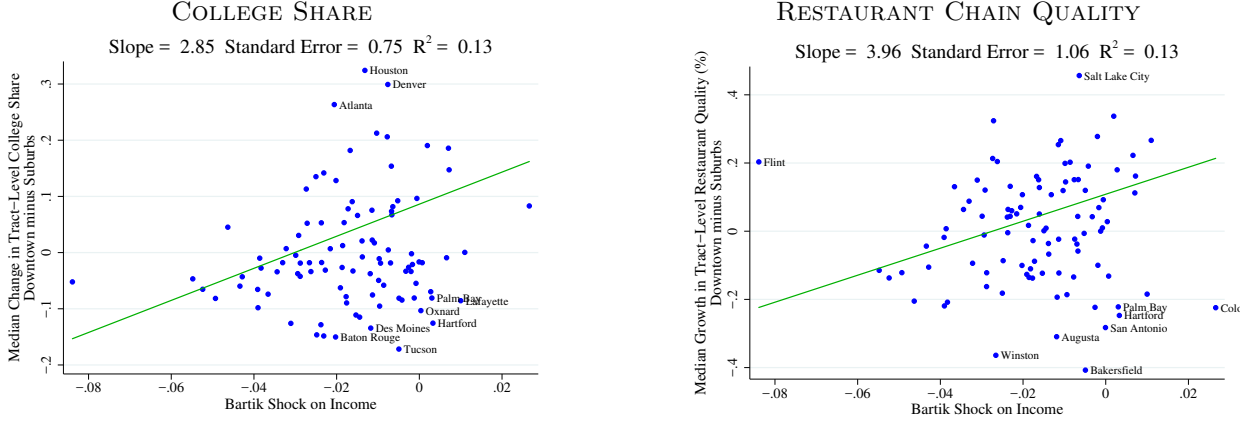 COLLEGE SHARE
Slope = 2.85 Standard Error = 0.75 R² = 0.13
Median Change in Tract−Level College Share
Downtown minus Suburbs
.3
.2
.1
0
−.1
−.2
Houston
Denver
Atlanta
Palm Bay
Lafayette
Oxnard
Hartford
Des Moines
Baton Rouge
Tucson
−.08
−.06
−.04
−.02
0
.02
Bartik Shock on Income
RESTAURANT CHAIN QUALITY
Slope = 3.96 Standard Error = 1.06 R² = 0.13
Median Growth in Tract−Level Restaurant Quality (%)
Downtown minus Suburbs
.4
.2
0
−.2
−.4
Salt Lake City
Flint
Palm Bay
Colo
Hartford
San Antonio
Augusta
Winston
Bakersfield
−.08
−.06
−.04
−.02
0
.02
Bartik Shock on Income